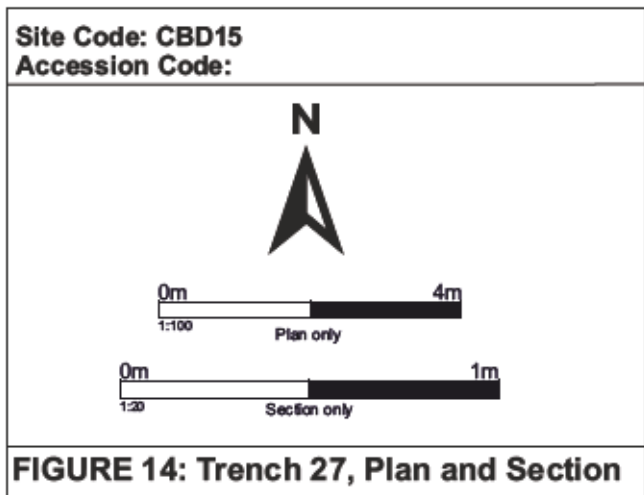 Site Code: CBD15
Accession Code:
N
0m 4m
1:100 Plan only
0m 1m
1:20 Section only
FIGURE 14: Trench 27, Plan and Section